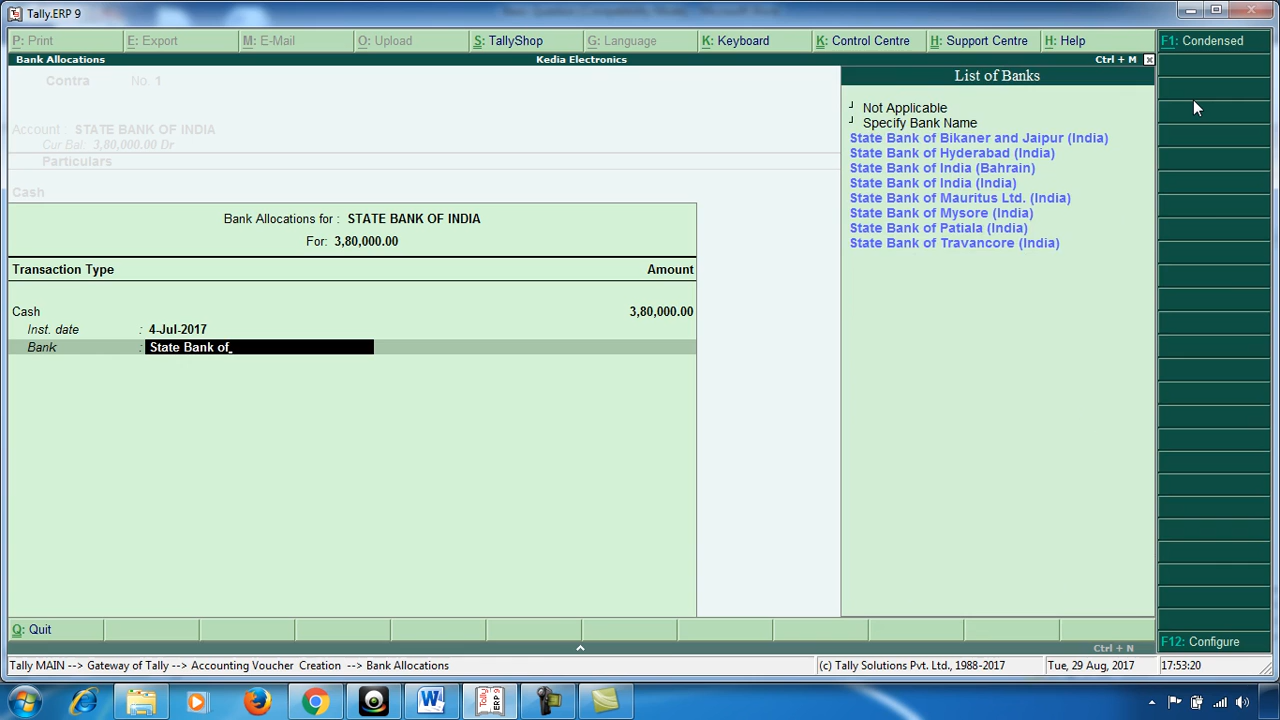 Tally.ERP 9
P: Print E: Export M: E-Mail O: Upload S: TallyShop G: Language K: Keyboard K: Control Centre H: Support Centre H: Help F1: Condensed
Bank Allocations Kedia Electronics Ctrl + M
Contra No. 1
Account : STATE BANK OF INDIA
Cur Bal: 3,80,000.00 Dr
Particulars
Cash
Bank Allocations for : STATE BANK OF INDIA
For: 3,80,000.00
Transaction Type Amount
Cash 3,80,000.00
Inst. date : 4-Jul-2017
Bank : State Bank of
List of Banks
Not Applicable
Specify Bank Name
State Bank of Bikaner and Jaipur (India)
State Bank of Hyderabad (India)
State Bank of India (Bahrain)
State Bank of India (India)
State Bank of Mauritius Ltd. (India)
State Bank of Mysore (India)
State Bank of Patiala (India)
State Bank of Travancore (India)
Q: Quit
F12: Configure
Ctrl + N
Tally MAIN --> Gateway of Tally --> Accounting Voucher Creation --> Bank Allocations (c) Tally Solutions Pvt. Ltd., 1988-2017 Tue, 29 Aug, 2017 17:53:20